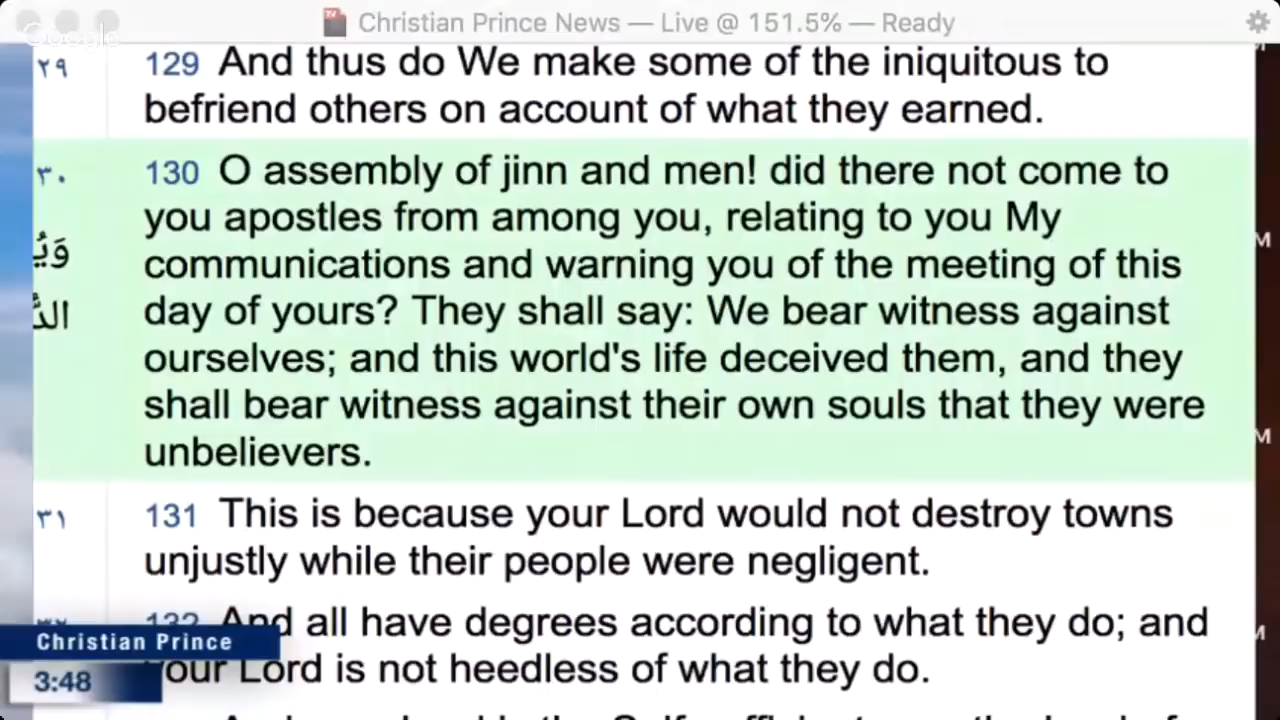 Christian Prince News — Live @ 151.5% — Ready
Google
٢٩
129 And thus do We make some of the iniquitous to
befriend others on account of what they earned.
٣٠
130 O assembly of jinn and men! did there not come to
you apostles from among you, relating to you My
communications and warning you of the meeting of this
day of yours? They shall say: We bear witness against
ourselves; and this world's life deceived them, and they
shall bear witness against their own souls that they were
unbelievers.
٣١
131 This is because your Lord would not destroy towns
unjustly while their people were negligent.
132 And all have degrees according to what they do; and
your Lord is not heedless of what they do.
Christian Prince
3:48